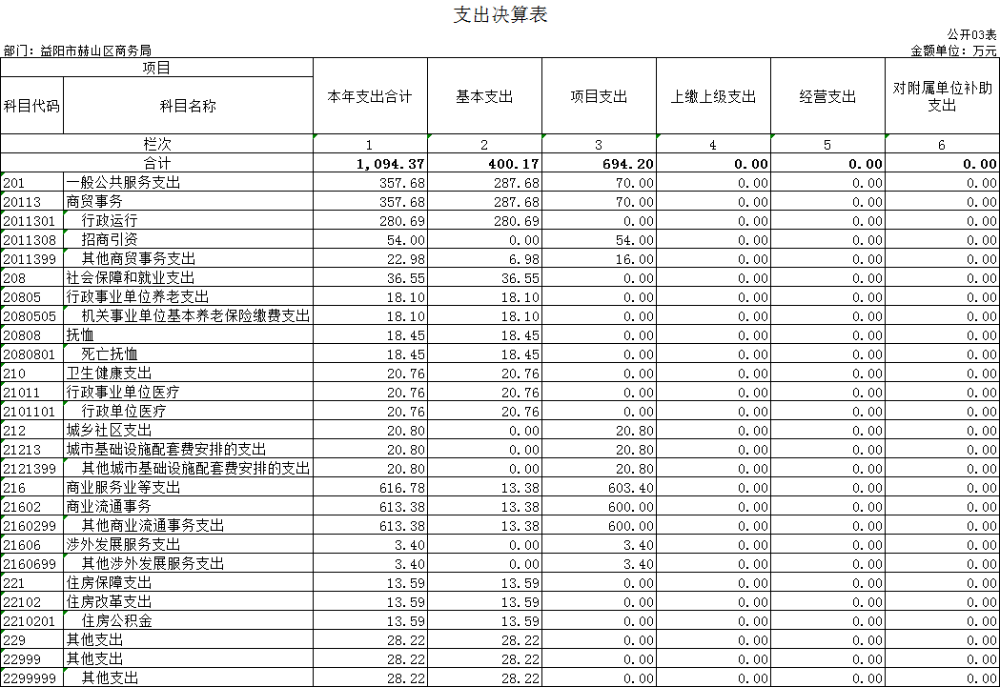 支出决算表
公开03表
部门：益阳市赫山区商务局 金额单位：万元
项目 本年支出合计 基本支出 项目支出 上缴上级支出 经营支出 对附属单位补助支出
科目代码 科目名称
栏次 1 2 3 4 5 6
合计 1,094.37 400.17 694.20 0.00 0.00 0.00
201 一般公共服务支出 357.68 287.68 70.00 0.00 0.00 0.00
20113 商贸事务 357.68 287.68 70.00 0.00 0.00 0.00
2011301 行政运行 280.69 280.69 0.00 0.00 0.00 0.00
2011308 招商引资 54.00 0.00 54.00 0.00 0.00 0.00
2011399 其他商贸事务支出 22.98 6.98 16.00 0.00 0.00 0.00
208 社会保障和就业支出 36.55 36.55 0.00 0.00 0.00 0.00
20805 行政事业单位养老支出 18.10 18.10 0.00 0.00 0.00 0.00
2080505 机关事业单位基本养老保险缴费支出 18.10 18.10 0.00 0.00 0.00 0.00
20808 抚恤 18.45 18.45 0.00 0.00 0.00 0.00
2080801 死亡抚恤 18.45 18.45 0.00 0.00 0.00 0.00
210 卫生健康支出 20.76 20.76 0.00 0.00 0.00 0.00
21011 行政事业单位医疗 20.76 20.76 0.00 0.00 0.00 0.00
2101101 行政单位医疗 20.76 20.76 0.00 0.00 0.00 0.00
212 城乡社区支出 20.80 0.00 20.80 0.00 0.00 0.00
21213 城市基础设施配套费安排的支出 20.80 0.00 20.80 0.00 0.00 0.00
2121399 其他城市基础设施配套费安排的支出 20.80 0.00 20.80 0.00 0.00 0.00
216 商业服务业等支出 616.78 13.38 603.40 0.00 0.00 0.00
21602 商业流通事务 613.38 13.38 600.00 0.00 0.00 0.00
2160299 其他商业流通事务支出 613.38 13.38 600.00 0.00 0.00 0.00
21606 涉外发展服务支出 3.40 0.00 3.40 0.00 0.00 0.00
2160699 其他涉外发展服务支出 3.40 0.00 3.40 0.00 0.00 0.00
221 住房保障支出 13.59 13.59 0.00 0.00 0.00 0.00
22102 住房改革支出 13.59 13.59 0.00 0.00 0.00 0.00
2210201 住房公积金 13.59 13.59 0.00 0.00 0.00 0.00
229 其他支出 28.22 28.22 0.00 0.00 0.00 0.00
22999 其他支出 28.22 28.22 0.00 0.00 0.00 0.00
2299999 其他支出 28.22 28.22 0.00 0.00 0.00 0.00